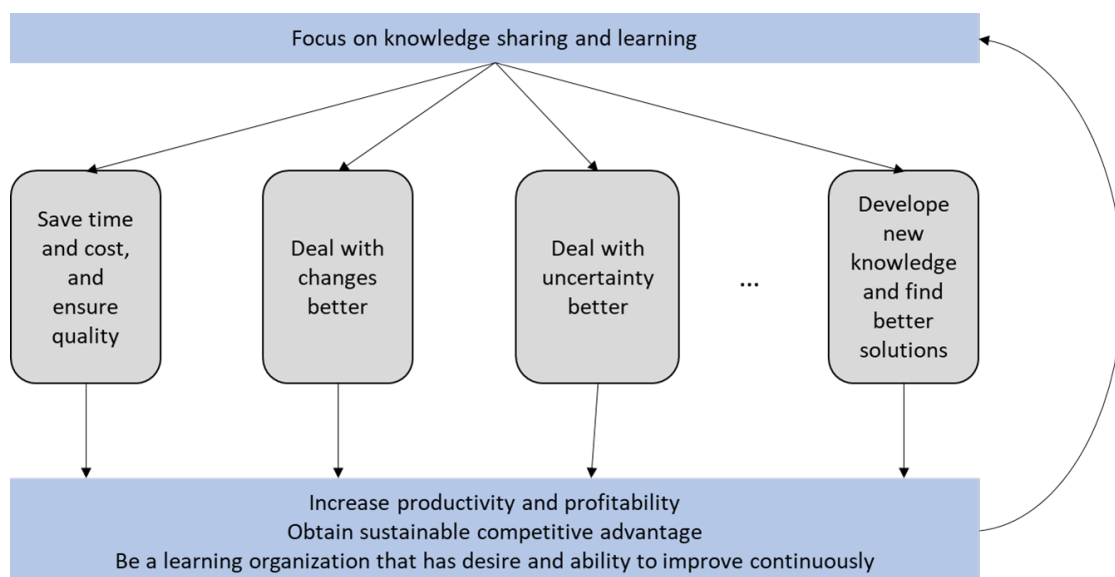 Focus on knowledge sharing and learning
Save time
and cost,
and
ensure
quality
Deal with
changes
better
Deal with
uncertainty
better
...
Develope
new
knowledge
and find
better
solutions
Increase productivity and profitability
Obtain sustainable competitive advantage
Be a learning organization that has desire and ability to improve continuously